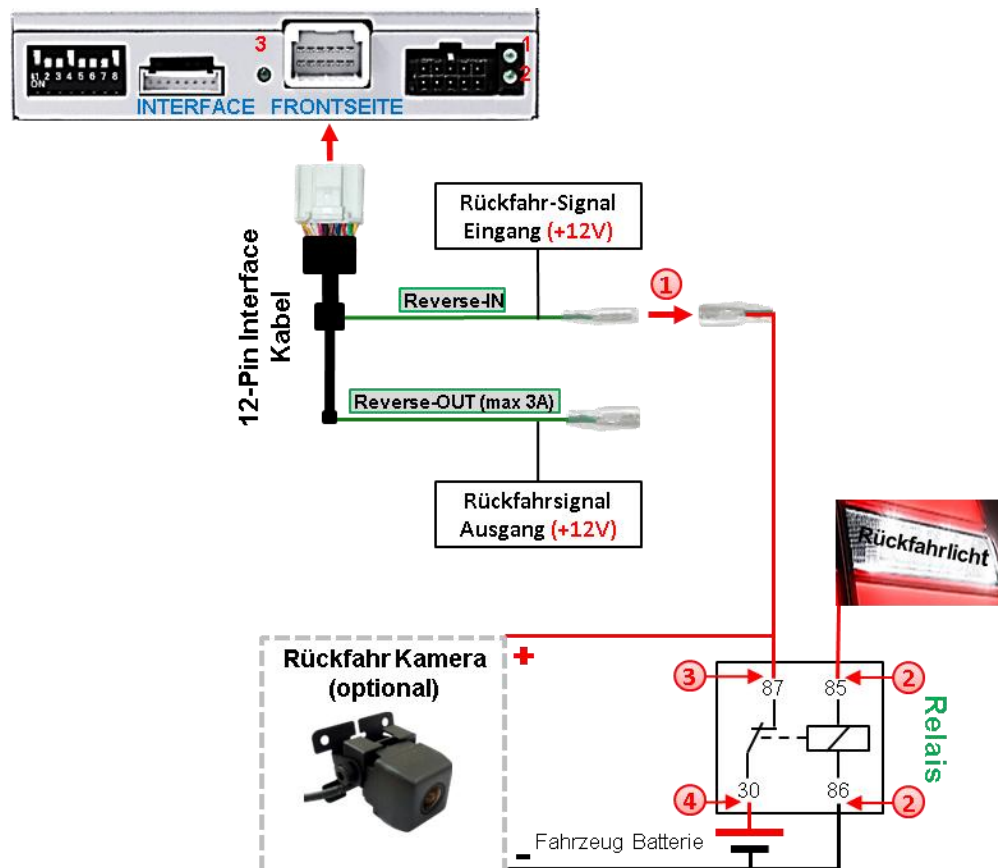 3
1
2
1 2 3 4 5 6 7 8
ON
INTERFACE FRONTSEITE
12-Pin Interface
Kabel
Rückfahr-Signal
Eingang (+12V)
Reverse-IN
1
Reverse-OUT (max 3A)
Rückfahrsignal
Ausgang (+12V)
Rückfahrlicht
Rückfahr Kamera
(optional)
+
3
87
85
2
Relais
30
86
4
2
-
Fahrzeug Batterie